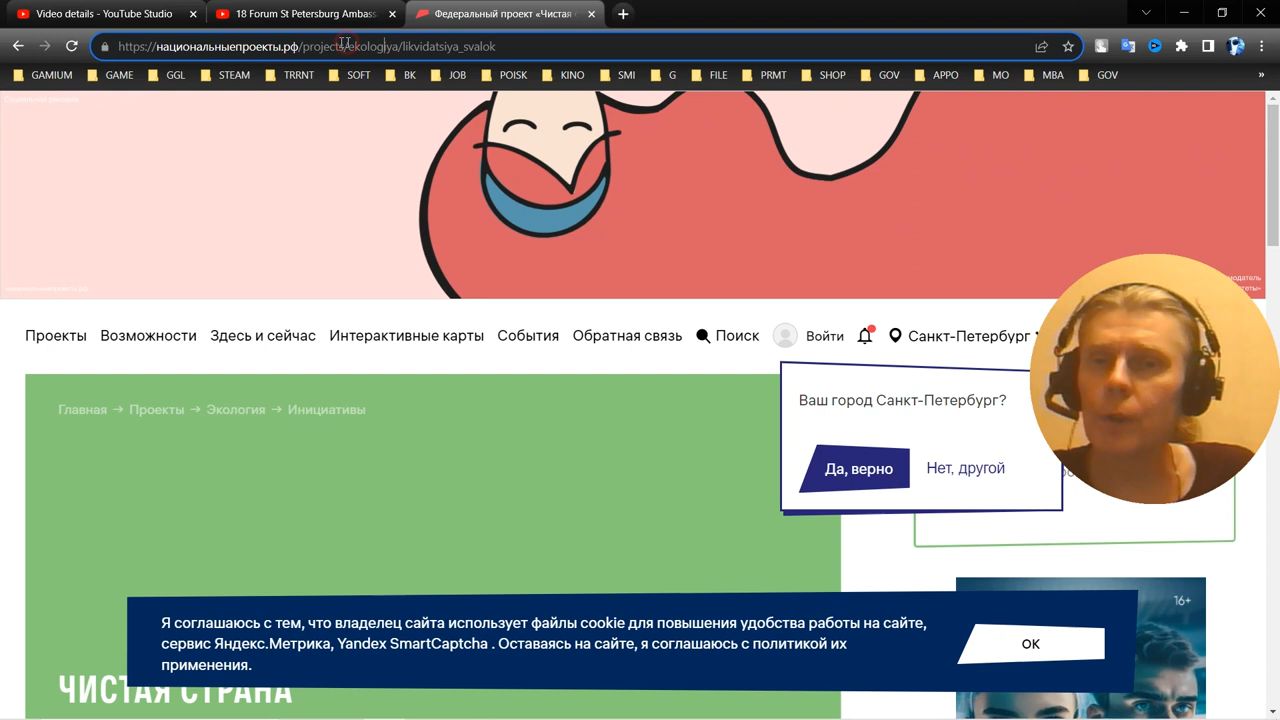 Video details - YouTube Studio
18 Forum St Petersburg Ambass
Федеральный проект «Чистая с
https://национальныепроекты.рф/projects/ekologiya/likvidatsiya_svalok
GAMIUM GAME GGL STEAM TRRNT SOFT BK JOB POISK KINO SMI G FILE PRMT SHOP GOV APPO MO MBA GOV »
Проекты Возможности Здесь и сейчас Интерактивные карты События Обратная связь Поиск Войти Санкт-Петербург
Главная → Проекты → Экология → Инициативы
Ваш город Санкт-Петербург?
Да, верно
Нет, другой
16+
Я соглашаюсь с тем, что владелец сайта использует файлы cookie для повышения удобства работы на сайте,
сервис Яндекс.Метрика, Yandex SmartCaptcha . Оставаясь на сайте, я соглашаюсь с политикой их
применения.
OK
ЧИСТАЯ СТРАНА